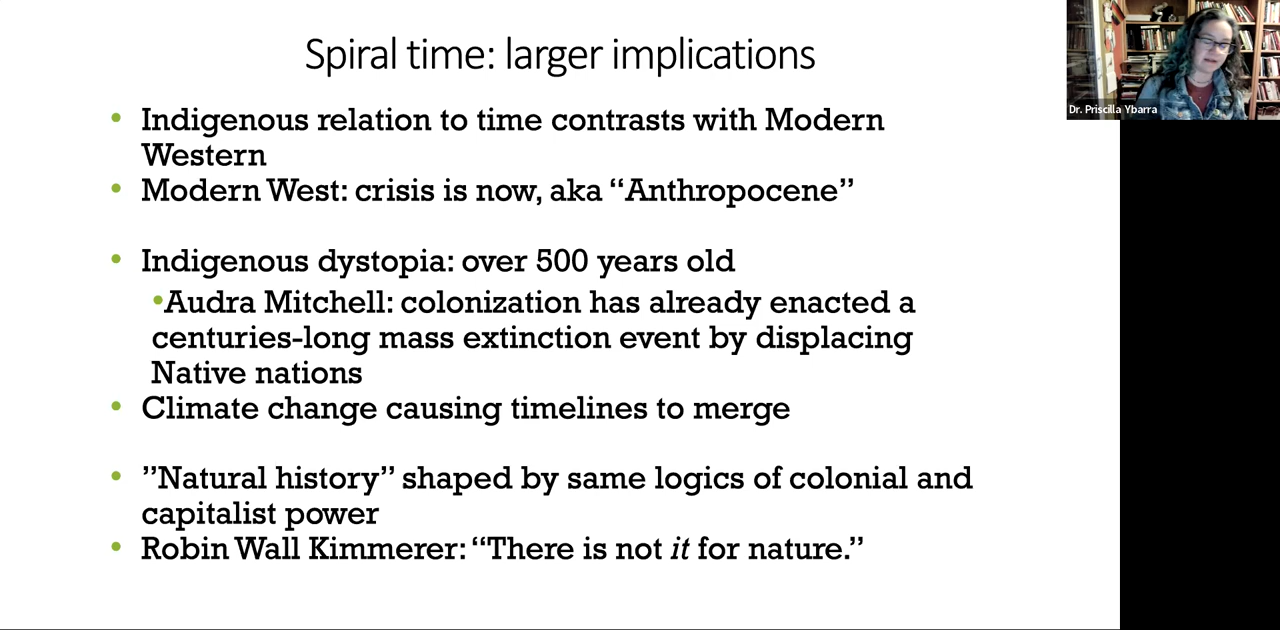 Spiral time: larger implications
Dr. Priscilla Ybarra
• Indigenous relation to time contrasts with Modern
Western
• Modern West: crisis is now, aka “Anthropocene”
• Indigenous dystopia: over 500 years old
•Audra Mitchell: colonization has already enacted a
centuries-long mass extinction event by displacing
Native nations
• Climate change causing timelines to merge
• ”Natural history” shaped by same logics of colonial and
capitalist power
• Robin Wall Kimmerer: “There is not it for nature.”